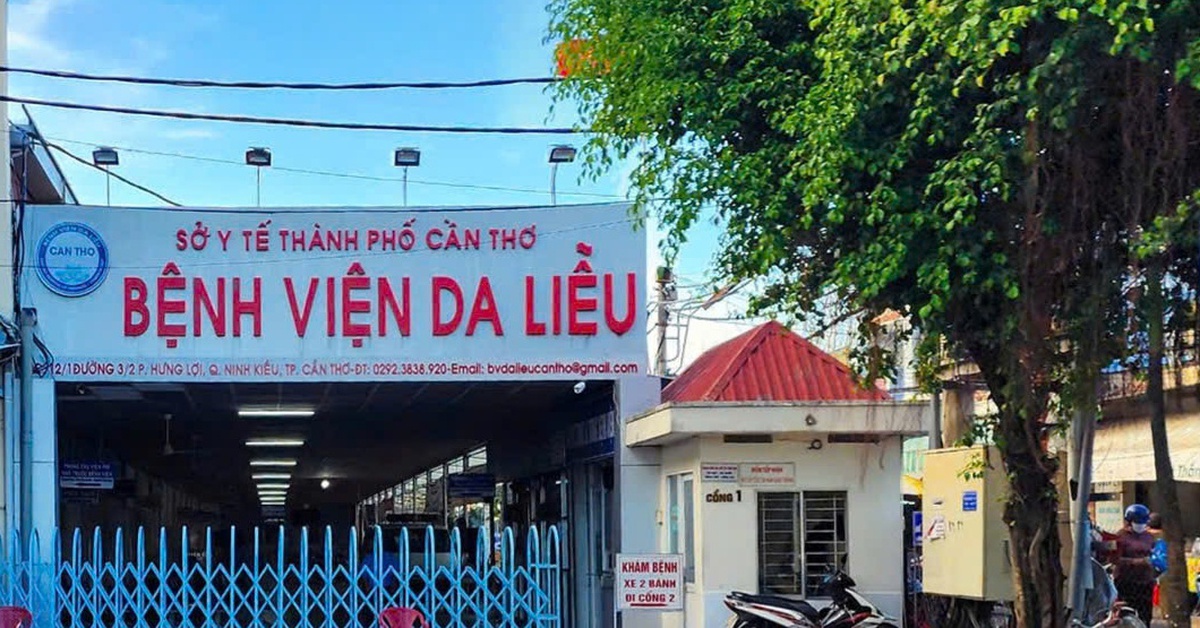 SỞ Y TẾ THÀNH PHỐ CẦN THƠ
CẦN THƠ
BỆNH VIỆN DA LIỄU
12/1 ĐƯỜNG 3/2 P. HƯNG LỢI, Q. NINH KIỀU, TP. CẦN THƠ-ĐT: 0292.3838.920-Email: bvdalieucantho@gmail.com
CỔNG 1
KHÁM BỆNH
XE 2 BÁNH
ĐI CỔNG 2